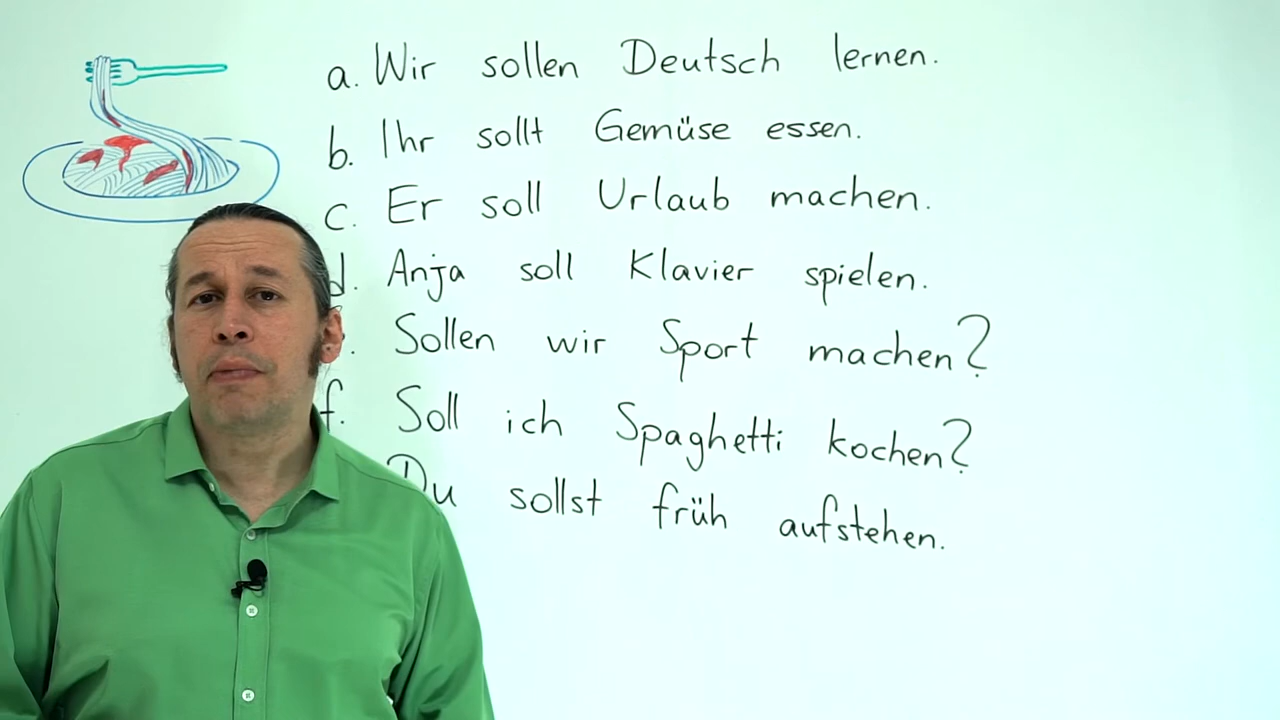 a. Wir sollen Deutsch lernen.
b. Ihr sollt Gemüse essen.
c. Er soll Urlaub machen.
d. Anja soll Klavier spielen.
. Sollen wir Sport machen?
f. Soll ich Spaghetti kochen?
Du sollst früh aufstehen.